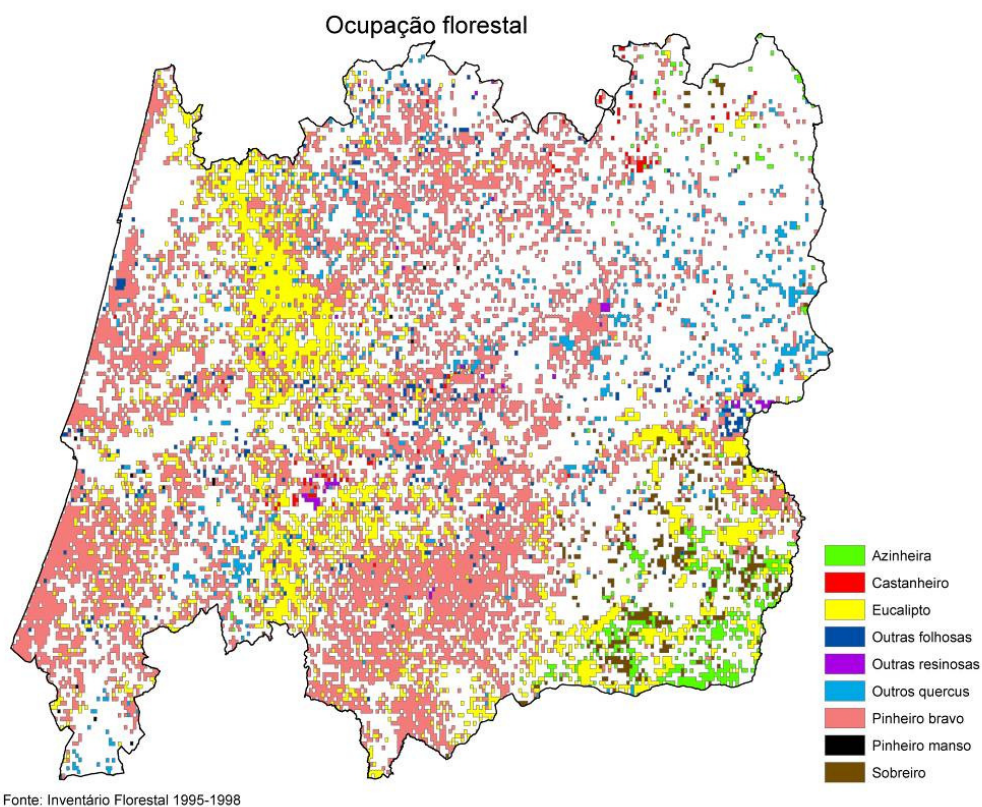 Ocupação florestal
Azinheira
Castanheiro
Eucalipto
Outras folhosas
Outras resinosas
Outros quercus
Pinheiro bravo
Pinheiro manso
Sobreiro
Fonte: Inventário Florestal 1995-1998